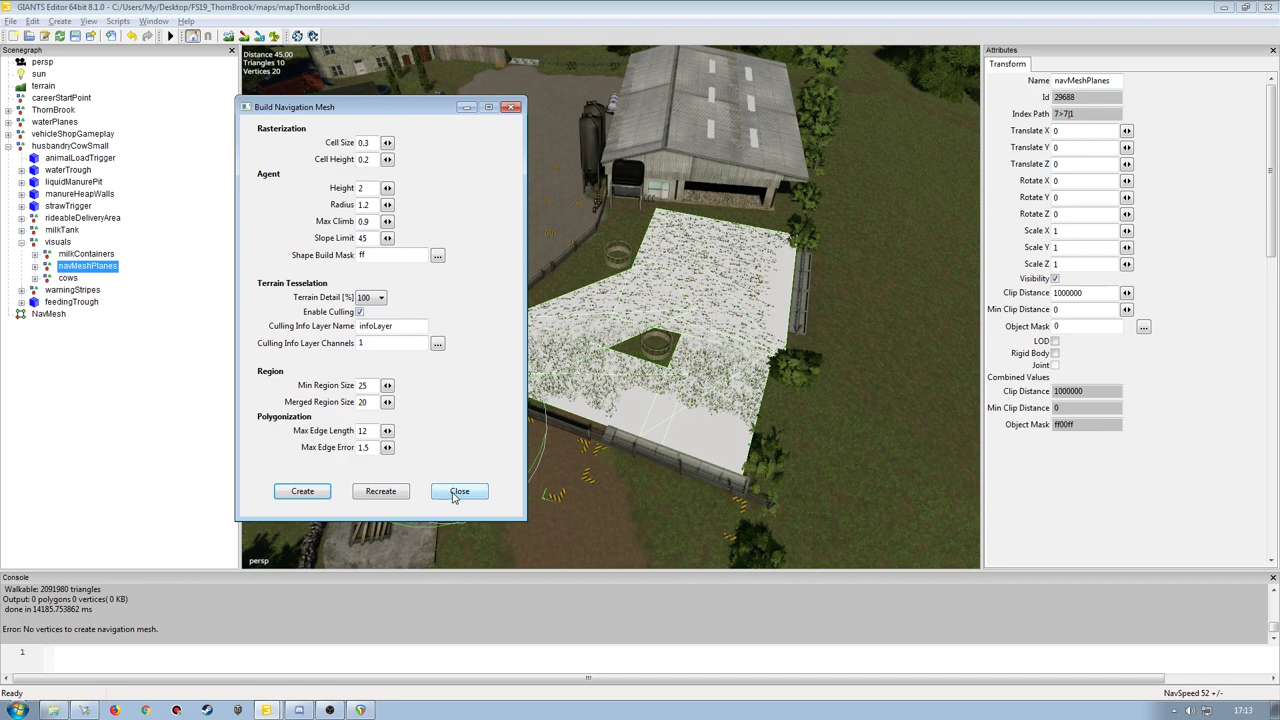 GIANTS Editor 64bit 8.1.0 - C:/Users/My/Desktop/FS19_ThornBrook/maps/mapThornBrook.i3d
File Edit Create View Scripts Window Help
Scenegraph
persp
sun
terrain
careerStartPoint
ThornBrook
waterPlanes
vehicleShopGameplay
husbandryCowSmall
animalLoadTrigger
waterTrough
liquidManurePit
manureHeapWalls
strawTrigger
rideableDeliveryArea
milkTank
visuals
milkContainers
navMeshPlanes
cows
warningStripes
feedingTrough
NavMesh
Distance 45.00
Triangles 10
Vertices 20
Build Navigation Mesh
Rasterization
Cell Size 0.3
Cell Height 0.2
Agent
Height 2
Radius 1.2
Max Climb 0.9
Slope Limit 45
Shape Build Mask ff ...
Terrain Tesselation
Terrain Detail [%] 100
Enable Culling
Culling Info Layer Name infoLayer
Culling Info Layer Channels 1 ...
Region
Min Region Size 25
Merged Region Size 20
Polygonization
Max Edge Length 12
Max Edge Error 1.5
Create Recreate Close
persp
Attributes
Transform
Name navMeshPlanes
Id 29688
Index Path 7>7|1
Translate X 0
Translate Y 0
Translate Z 0
Rotate X 0
Rotate Y 0
Rotate Z 0
Scale X 1
Scale Y 1
Scale Z 1
Visibility
Clip Distance 1000000
Min Clip Distance 0
Object Mask 0 ...
LOD
Rigid Body
Joint
Combined Values
Clip Distance 1000000
Min Clip Distance 0
Object Mask ff00ff
Console
Walkable: 2091980 triangles
Output: 0 polygons 0 vertices( 0 KB)
done in 14185.753862 ms
Error: No vertices to create navigation mesh.
1
Ready
NavSpeed 52 +/-
17:13